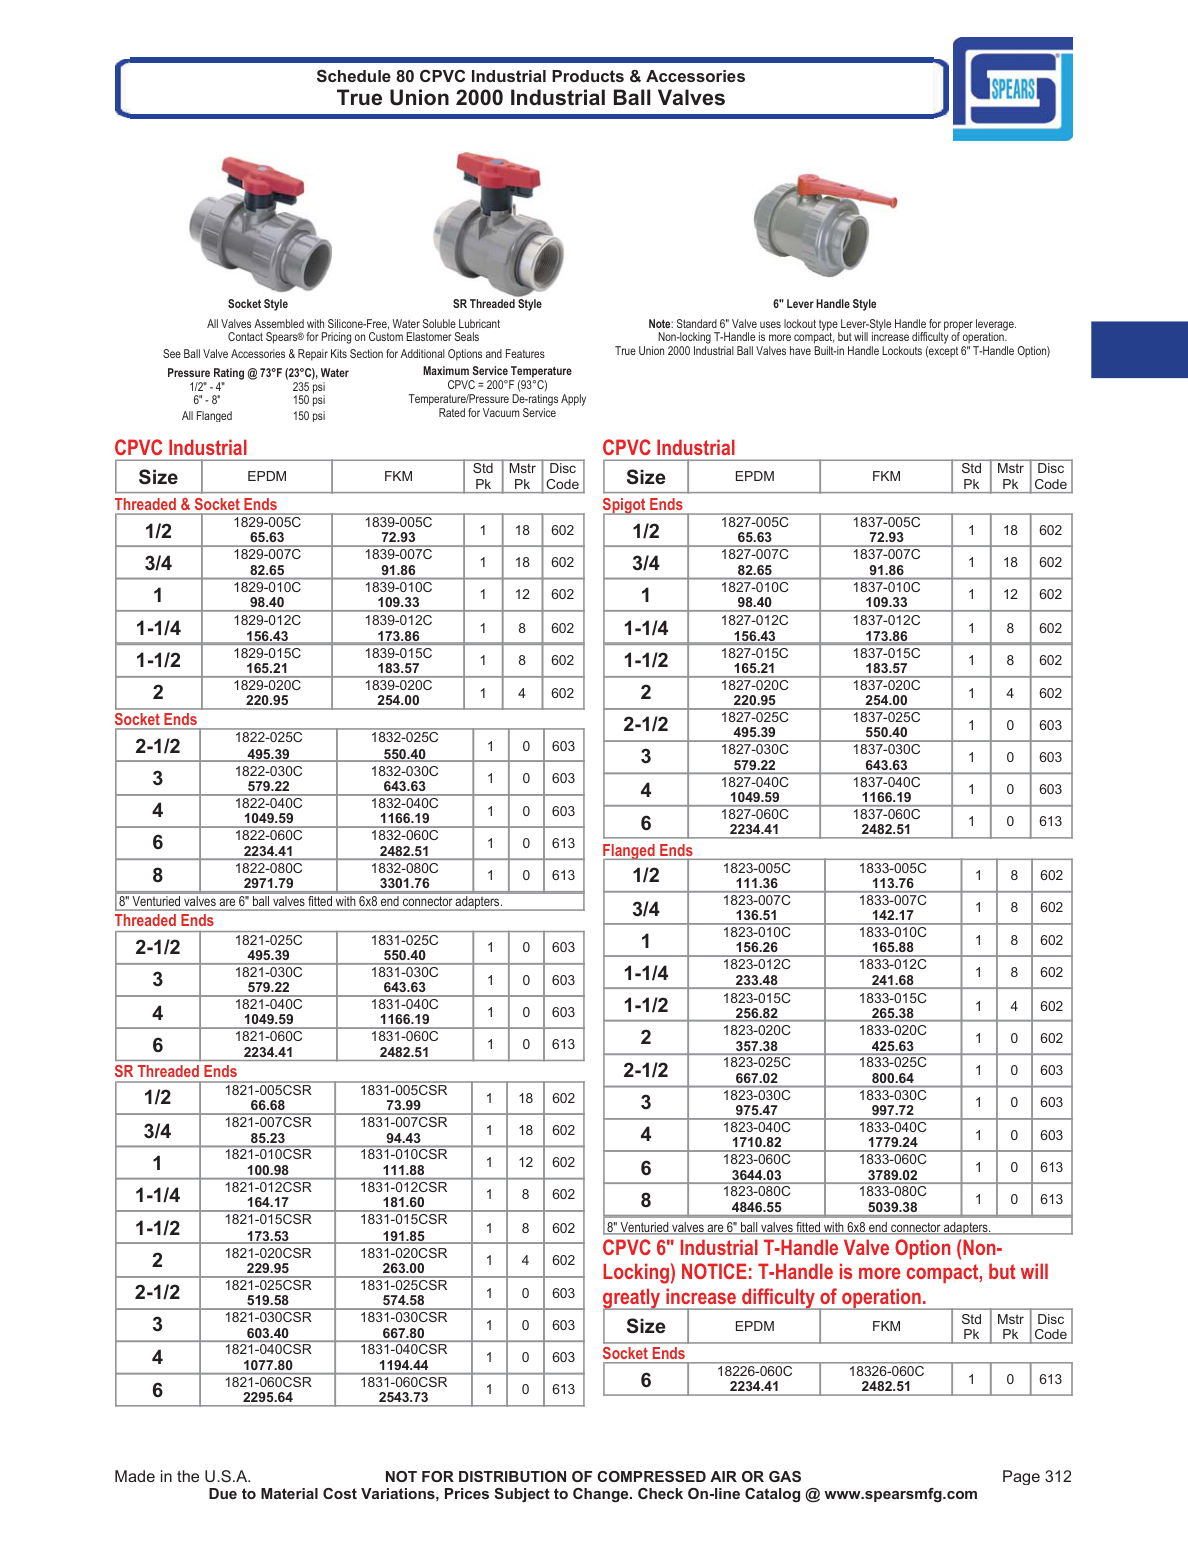 Schedule 80 CPVC Industrial Products & Accessories
True Union 2000 Industrial Ball Valves
SPEARS®
Socket Style
SR Threaded Style
6" Lever Handle Style
All Valves Assembled with Silicone-Free, Water Soluble Lubricant
Contact Spears® for Pricing on Custom Elastomer Seals
See Ball Valve Accessories & Repair Kits Section for Additional Options and Features
Note: Standard 6" Valve uses lockout type Lever-Style Handle for proper leverage.
Non-locking T-Handle is more compact, but will increase difficulty of operation.
True Union 2000 Industrial Ball Valves have Built-in Handle Lockouts (except 6" T-Handle Option)
Pressure Rating @ 73°F (23°C), Water
1/2" - 4" 235 psi
6" - 8" 150 psi
All Flanged 150 psi
Maximum Service Temperature
CPVC = 200°F (93°C)
Temperature/Pressure De-ratings Apply
Rated for Vacuum Service
CPVC Industrial
Size EPDM FKM Std Pk Mstr Pk Disc Code
Threaded & Socket Ends
1/2 1829-005C 65.63 1839-005C 72.93 1 18 602
3/4 1829-007C 82.65 1839-007C 91.86 1 18 602
1 1829-010C 98.40 1839-010C 109.33 1 12 602
1-1/4 1829-012C 156.43 1839-012C 173.86 1 8 602
1-1/2 1829-015C 165.21 1839-015C 183.57 1 8 602
2 1829-020C 220.95 1839-020C 254.00 1 4 602
Socket Ends
2-1/2 1822-025C 495.39 1832-025C 550.40 1 0 603
3 1822-030C 579.22 1832-030C 643.63 1 0 603
4 1822-040C 1049.59 1832-040C 1166.19 1 0 603
6 1822-060C 2234.41 1832-060C 2482.51 1 0 613
8 1822-080C 2971.79 1832-080C 3301.76 1 0 613
8" Venturied valves are 6" ball valves fitted with 6x8 end connector adapters.
Threaded Ends
2-1/2 1821-025C 495.39 1831-025C 550.40 1 0 603
3 1821-030C 579.22 1831-030C 643.63 1 0 603
4 1821-040C 1049.59 1831-040C 1166.19 1 0 603
6 1821-060C 2234.41 1831-060C 2482.51 1 0 613
SR Threaded Ends
1/2 1821-005CSR 66.68 1831-005CSR 73.99 1 18 602
3/4 1821-007CSR 85.23 1831-007CSR 94.43 1 18 602
1 1821-010CSR 100.98 1831-010CSR 111.88 1 12 602
1-1/4 1821-012CSR 164.17 1831-012CSR 181.60 1 8 602
1-1/2 1821-015CSR 173.53 1831-015CSR 191.85 1 8 602
2 1821-020CSR 229.95 1831-020CSR 263.00 1 4 602
2-1/2 1821-025CSR 519.58 1831-025CSR 574.58 1 0 603
3 1821-030CSR 603.40 1831-030CSR 667.80 1 0 603
4 1821-040CSR 1077.80 1831-040CSR 1194.44 1 0 603
6 1821-060CSR 2295.64 1831-060CSR 2543.73 1 0 613
CPVC Industrial
Size EPDM FKM Std Pk Mstr Pk Disc Code
Spigot Ends
1/2 1827-005C 65.63 1837-005C 72.93 1 18 602
3/4 1827-007C 82.65 1837-007C 91.86 1 18 602
1 1827-010C 98.40 1837-010C 109.33 1 12 602
1-1/4 1827-012C 156.43 1837-012C 173.86 1 8 602
1-1/2 1827-015C 165.21 1837-015C 183.57 1 8 602
2 1827-020C 220.95 1837-020C 254.00 1 4 602
2-1/2 1827-025C 495.39 1837-025C 550.40 1 0 603
3 1827-030C 579.22 1837-030C 643.63 1 0 603
4 1827-040C 1049.59 1837-040C 1166.19 1 0 603
6 1827-060C 2234.41 1837-060C 2482.51 1 0 613
Flanged Ends
1/2 1823-005C 111.36 1833-005C 113.76 1 8 602
3/4 1823-007C 136.51 1833-007C 142.17 1 8 602
1 1823-010C 156.26 1833-010C 165.88 1 8 602
1-1/4 1823-012C 233.48 1833-012C 241.68 1 8 602
1-1/2 1823-015C 256.82 1833-015C 265.38 1 4 602
2 1823-020C 357.38 1833-020C 425.63 1 0 602
2-1/2 1823-025C 667.02 1833-025C 800.64 1 0 603
3 1823-030C 975.47 1833-030C 997.72 1 0 603
4 1823-040C 1710.82 1833-040C 1779.24 1 0 603
6 1823-060C 3644.03 1833-060C 3789.02 1 0 613
8 1823-080C 4846.55 1833-080C 5039.38 1 0 613
8" Venturied valves are 6" ball valves fitted with 6x8 end connector adapters.
CPVC 6" Industrial T-Handle Valve Option (Non-
Locking) NOTICE: T-Handle is more compact, but will
greatly increase difficulty of operation.
Size EPDM FKM Std Pk Mstr Pk Disc Code
Socket Ends
6 18226-060C 2234.41 18326-060C 2482.51 1 0 613
Made in the U.S.A. NOT FOR DISTRIBUTION OF COMPRESSED AIR OR GAS Page 312
Due to Material Cost Variations, Prices Subject to Change. Check On-line Catalog @ www.spearsmfg.com